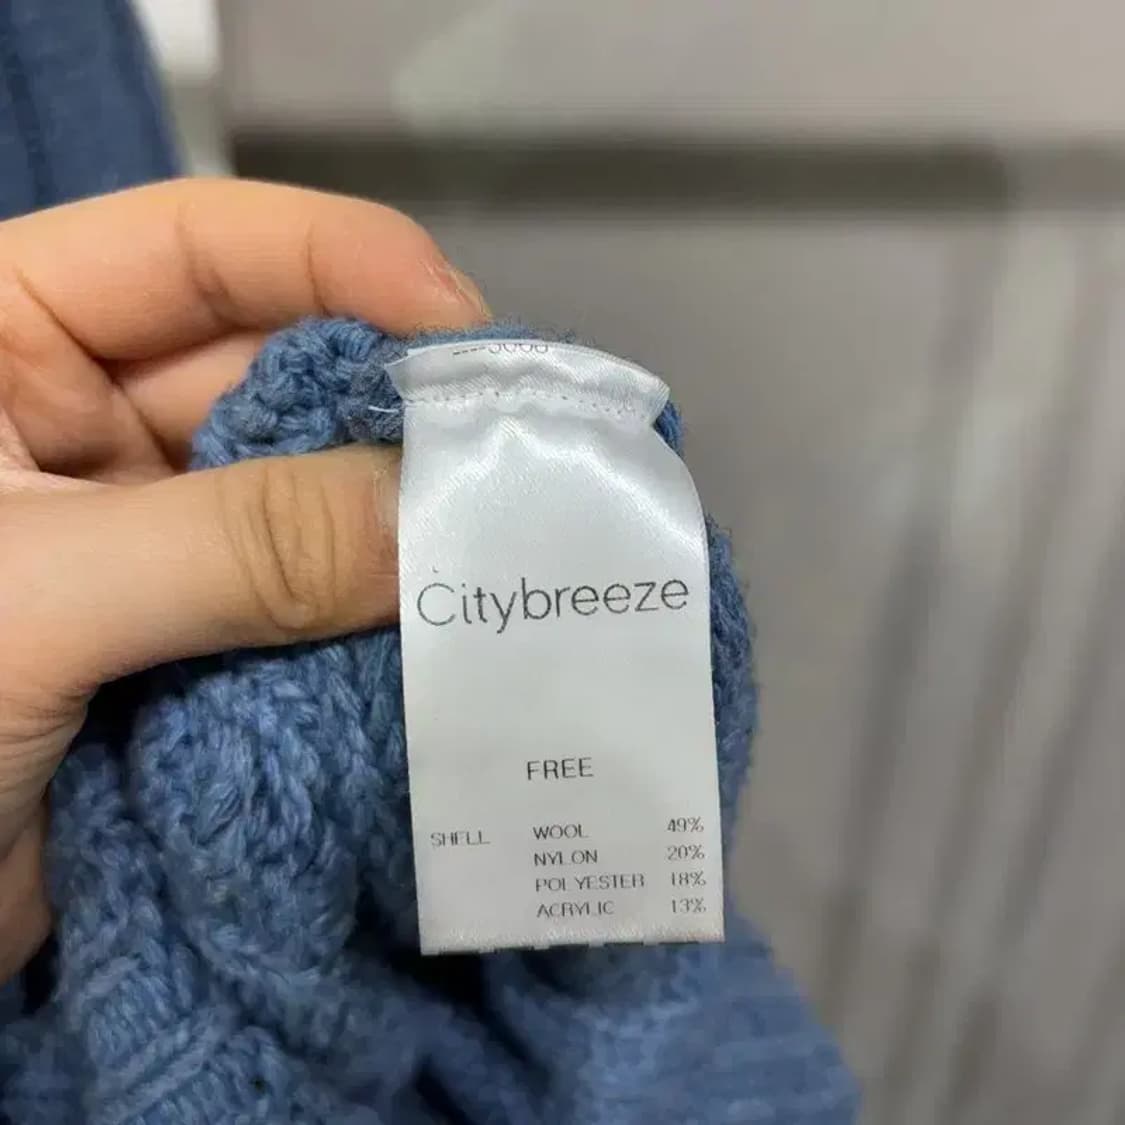 Citybreeze
FREE
SHELL WOOL 49%
NYLON 20%
POLYESTER 18%
ACRYLIC 13%